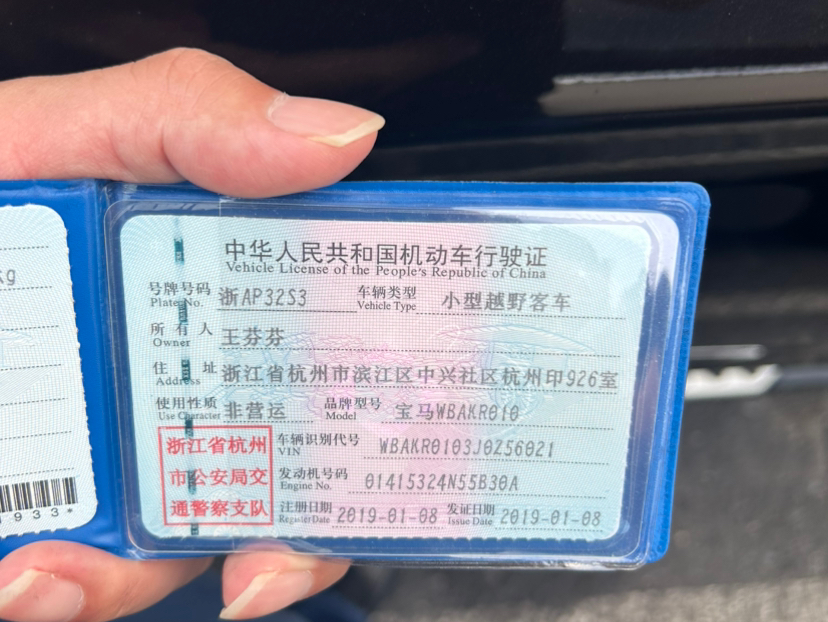 kg
933*
中华人民共和国机动车行驶证
Vehicle License of the People's Republic of China
号牌号码 Plate No. 浙AP32S3 车辆类型 Vehicle Type 小型越野客车
所有人 Owner 王芬芬
住址 Address 浙江省杭州市滨江区中兴社区杭州印926室
使用性质 Use Character 非营运 品牌型号 Model 宝马WBAKR010
浙江省杭州市公安局交通警察支队
车辆识别代号 VIN WBAKR0103J0Z56021
发动机号码 Engine No. 01415324N55B30A
注册日期 Register Date 2019-01-08 发证日期 Issue Date 2019-01-08